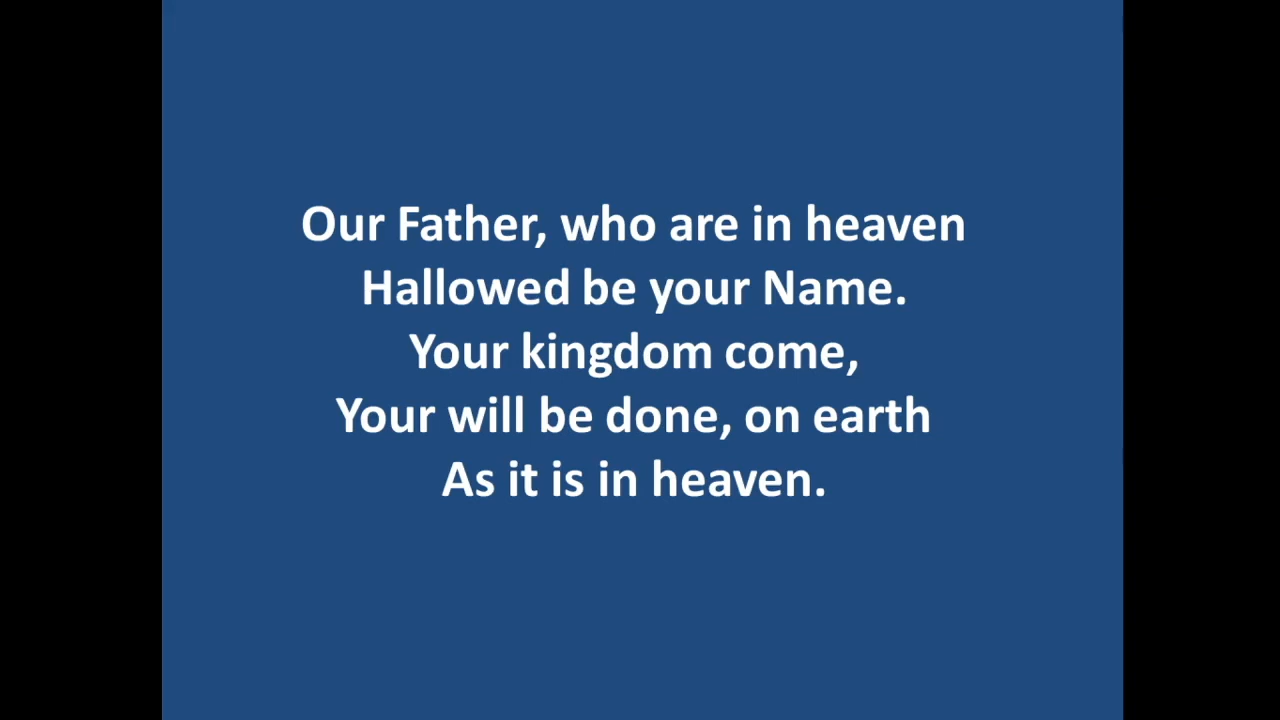 Our Father, who are in heaven
Hallowed be your Name.
Your kingdom come,
Your will be done, on earth
As it is in heaven.